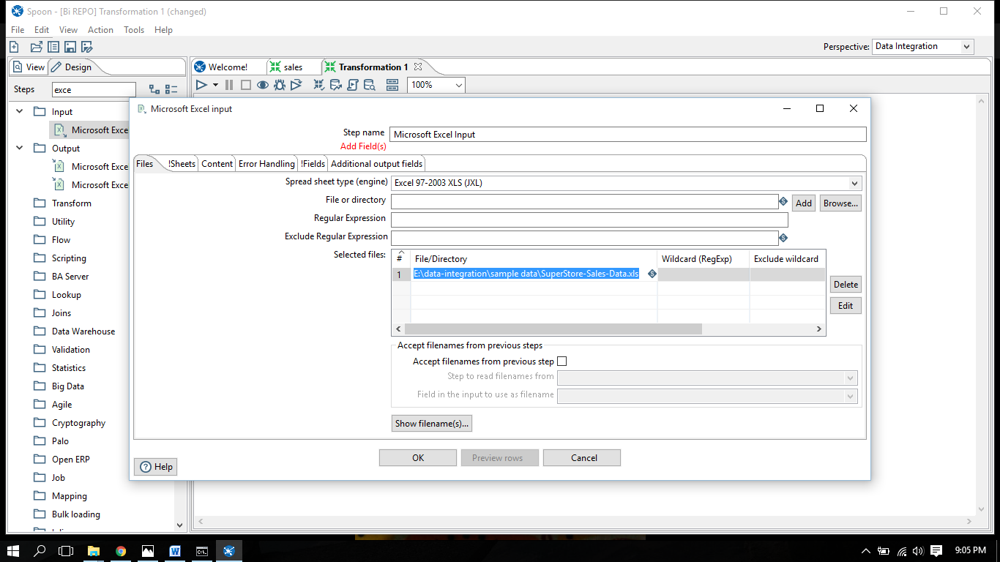 Spoon - [Bi REPO] Transformation 1 (changed)
File Edit View Action Tools Help
Perspective: Data Integration
View Design
Welcome! sales Transformation 1
Steps exce
100%
Input
Microsoft Exce
Output
Microsoft Exce
Microsoft Exce
Transform
Utility
Flow
Scripting
BA Server
Lookup
Joins
Data Warehouse
Validation
Statistics
Big Data
Agile
Cryptography
Palo
Open ERP
Job
Mapping
Bulk loading
Microsoft Excel input
Step name Microsoft Excel Input
Add Field(s)
Files !Sheets Content Error Handling !Fields Additional output fields
Spread sheet type (engine) Excel 97-2003 XLS (JXL)
File or directory Add Browse...
Regular Expression
Exclude Regular Expression
Selected files: # File/Directory Wildcard (RegExp) Exclude wildcard
1 E:\data-integration\sample data\SuperStore-Sales-Data.xls
Delete
Edit
Accept filenames from previous steps
Accept filenames from previous step
Step to read filenames from
Field in the input to use as filename
Show filename(s)...
OK Preview rows Cancel
Help
9:05 PM